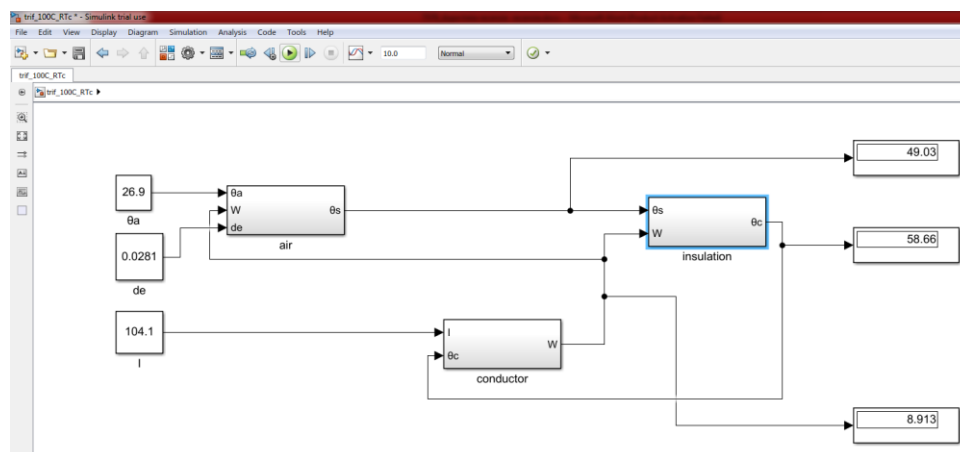 trif_100C_RTc * - Simulink trial use
File Edit View Display Diagram Simulation Analysis Code Tools Help
10.0 Normal
trif_100C_RTc
trif_100C_RTc
26.9
θa
0.0281
de
104.1
I
θa
W
de
θs
air
I
θc
W
conductor
θs
W
θc
insulation
49.03
58.66
8.913